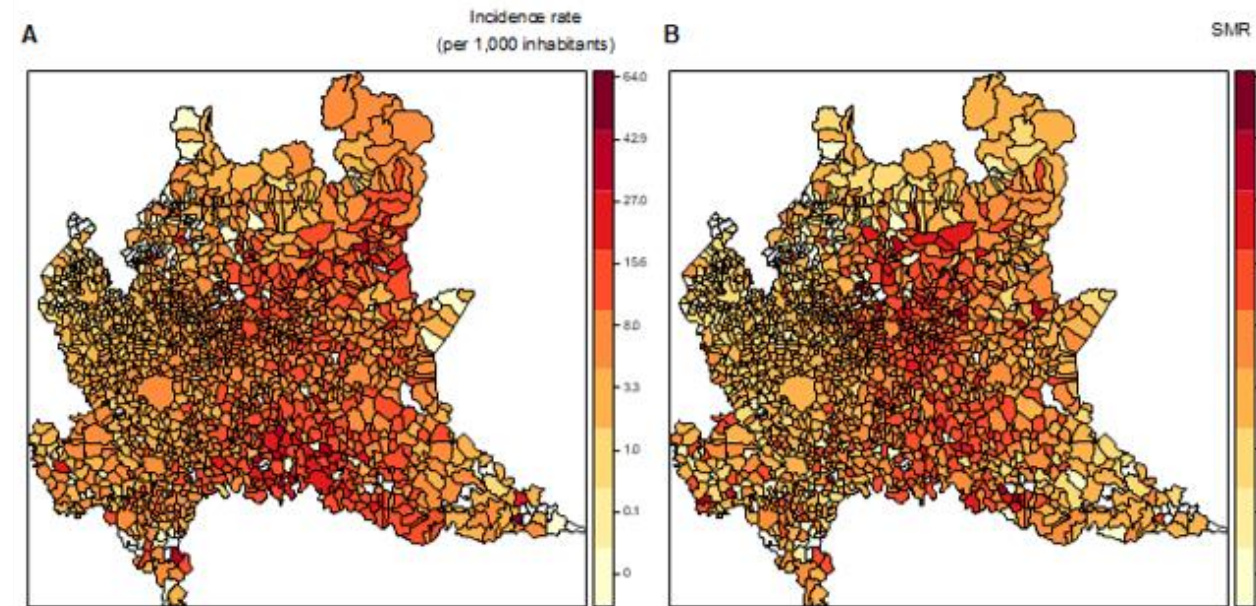 A
Incidence rate
(per 1,000 inhabitants)
B
SMR
64.0
42.9
27.0
15.6
8.0
3.3
1.0
0.1
0